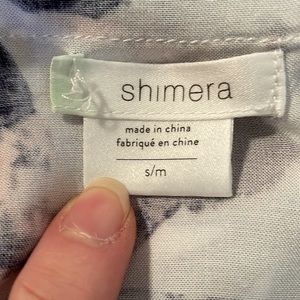 shimera
made in china
fabriqué en chine
s/m